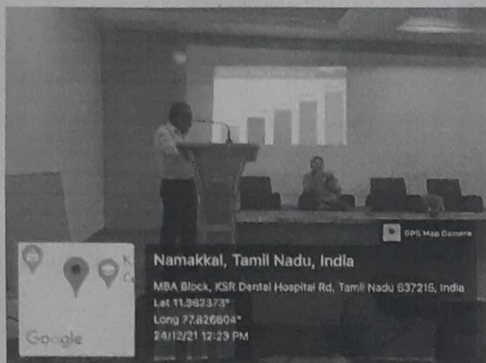 GPS Map Camera
Google
Namakkal, Tamil Nadu, India
MBA Block, KSR Dental Hospital Rd, Tamil Nadu 637215, India
Lat 11.362373°
Long 77.826604°
24/12/21 12:23 PM